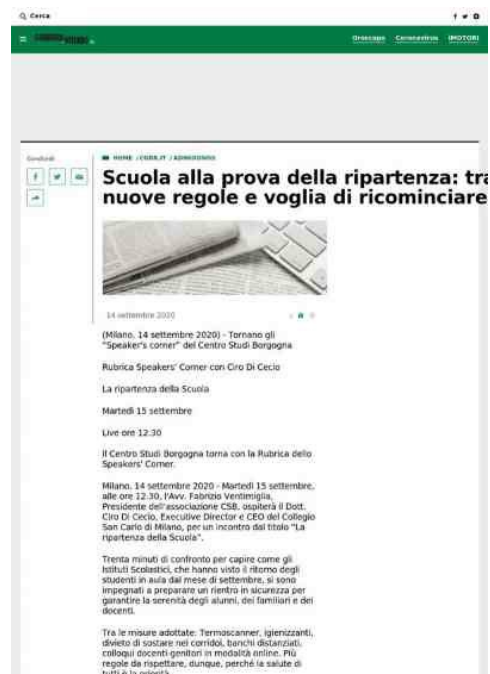 Cerca
Oroscopo Coronavirus IMOTORI
Condividi
HOME / CORR.IT / ADNKRONOS
Scuola alla prova della ripartenza: tra
nuove regole e voglia di ricominciare
14 settembre 2020
(Milano, 14 settembre 2020) - Tornano gli
"Speaker's corner" del Centro Studi Borgogna
Rubrica Speakers' Corner con Ciro Di Cecio
La ripartenza della Scuola
Martedì 15 settembre
Live ore 12.30
Il Centro Studi Borgogna torna con la Rubrica dello
Speakers' Corner.
Milano, 14 settembre 2020 - Martedì 15 settembre,
alle ore 12:30, l'Avv. Fabrizio Ventimiglia,
Presidente dell'associazione CSB, ospiterà il Dott.
Ciro Di Cecio, Executive Director e CEO del Collegio
San Carlo di Milano, per un incontro dal titolo "La
ripartenza della Scuola".
Trenta minuti di confronto per capire come gli
Istituti Scolastici, che hanno visto il ritorno degli
studenti in aula dal mese di settembre, si sono
impegnati a preparare un rientro in sicurezza per
garantire la serenità degli alunni, dei familiari e dei
docenti.
Tra le misure adottate: Termoscanner, igienizzanti,
divieto di sostare nei corridoi, banchi distanziati,
colloqui docenti-genitori in modalità online. Più
regole da rispettare, dunque, perché la salute di
tutti è la priorità.